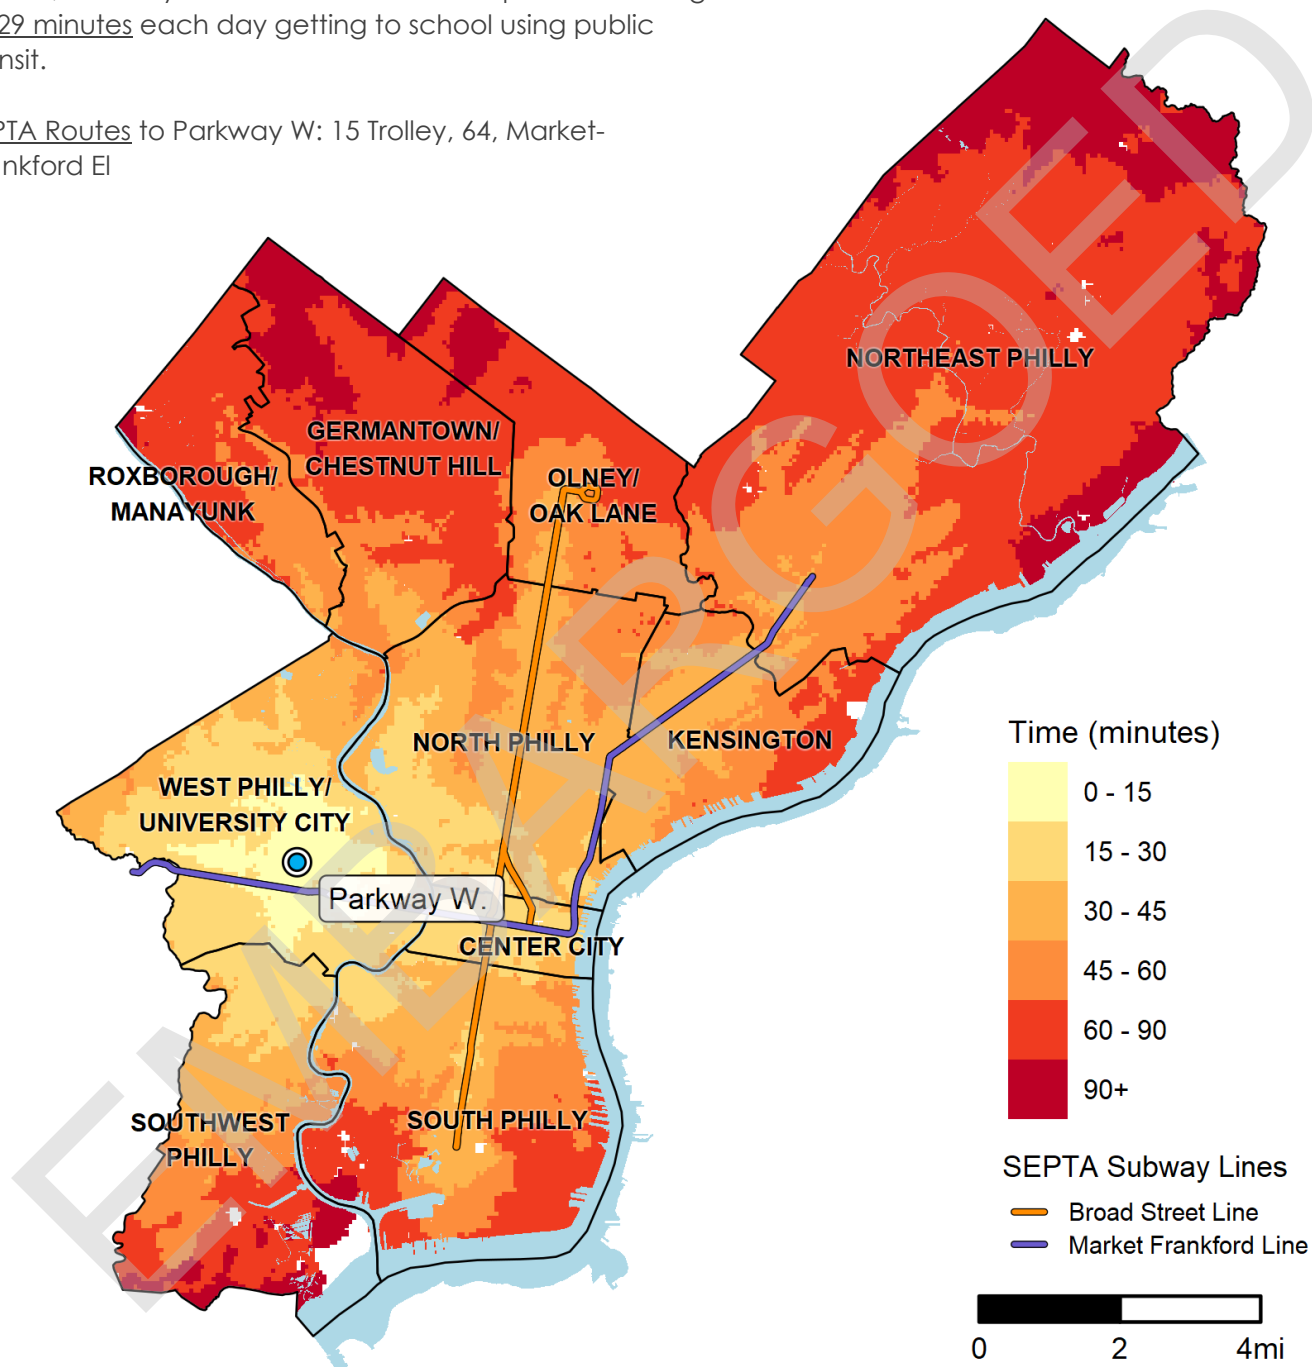 29 minutes each day getting to school using public
nsit.
PTA Routes to Parkway W: 15 Trolley, 64, Market-
nkford El
NORTHEAST PHILLY
GERMANTOWN/
CHESTNUT HILL
ROXBOROUGH/
MANAYUNK
OLNEY/
OAK LANE
NORTH PHILLY
KENSINGTON
WEST PHILLY/
UNIVERSITY CITY
Parkway W.
CENTER CITY
SOUTHWEST
PHILLY
SOUTH PHILLY
Time (minutes)
0 - 15
15 - 30
30 - 45
45 - 60
60 - 90
90+
SEPTA Subway Lines
Broad Street Line
Market Frankford Line
0 2 4mi
EMBARGOED